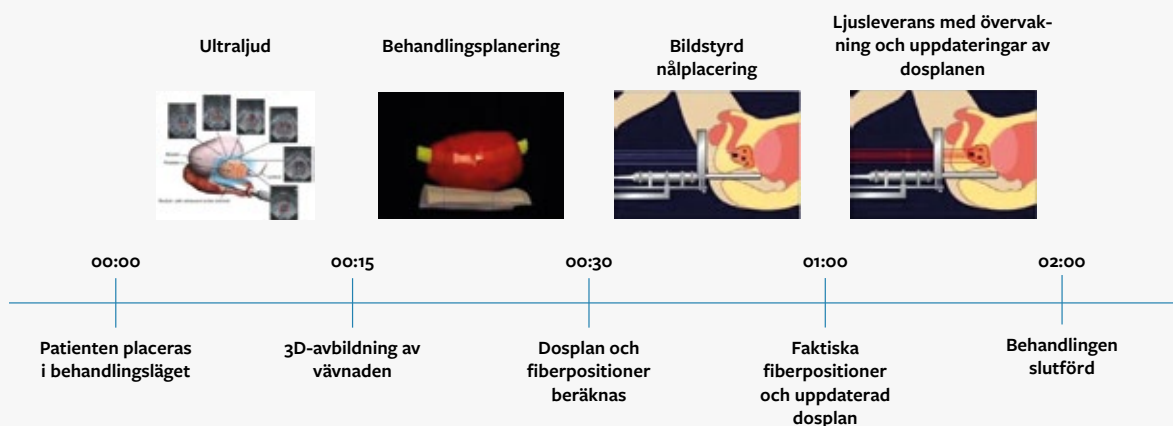 Ultraljud
Behandlingsplanering
Bildstyrd
nålplacering
Ljusleverans med övervak-
ning och uppdateringar av
dosplanen
00:00
00:15
00:30
01:00
02:00
Patienten placeras
i behandlingsläget
3D-avbildning av
vävnaden
Dosplan och
fiberpositioner
beräknas
Faktiska
fiberpositioner
och uppdaterad
dosplan
Behandlingen
slutförd